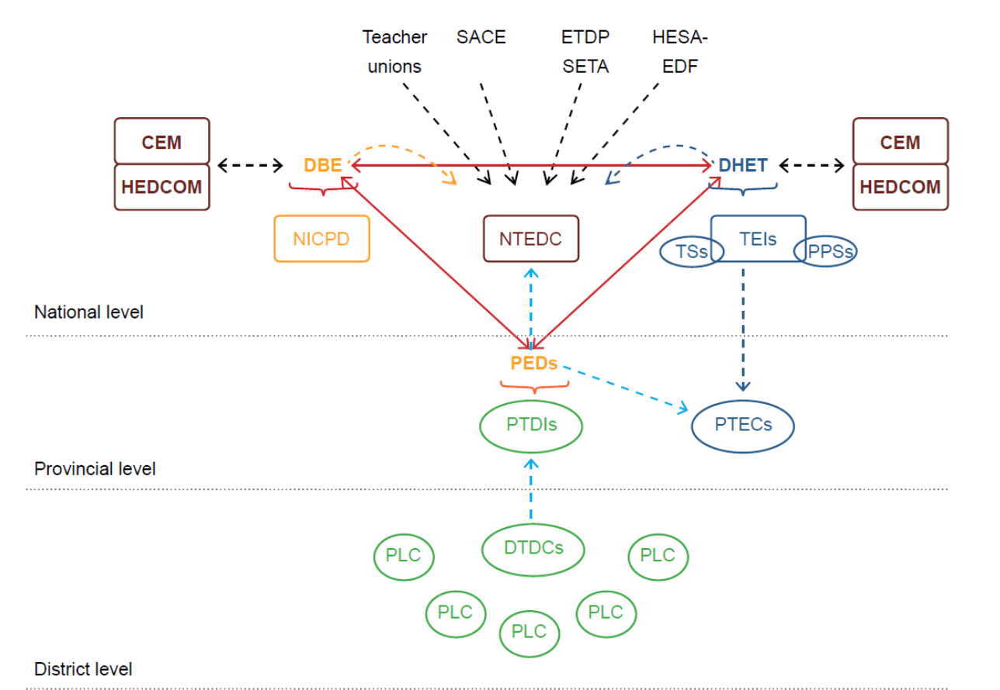 Teacher
unions
SACE
ETDP
SETA
HESA-
EDF
CEM
HEDCOM
DBE
DHET
CEM
HEDCOM
NICPD
NTEDC
TSs
TEIs
PPSs
National level
PEDs
PTDIs
PTECs
Provincial level
PLC
DTDCs
PLC
PLC
PLC
PLC
District level